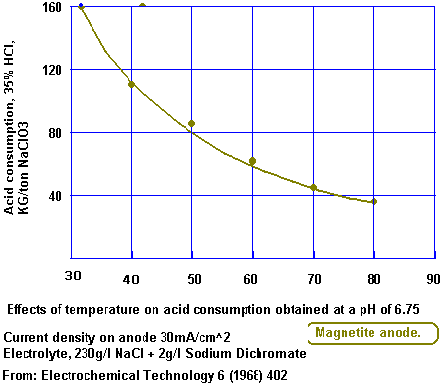 Acid consumption, 35% HCl,
KG/ton NaClO3
160
120
80
40
30 40 50 60 70 80 90
Effects of temperature on acid consumption obtained at a pH of 6.75
Magnetite anode.
Current density on anode 30mA/cm^2
Electrolyte, 230g/l NaCl + 2g/l Sodium Dichromate
From: Electrochemical Technology 6 (1968) 402